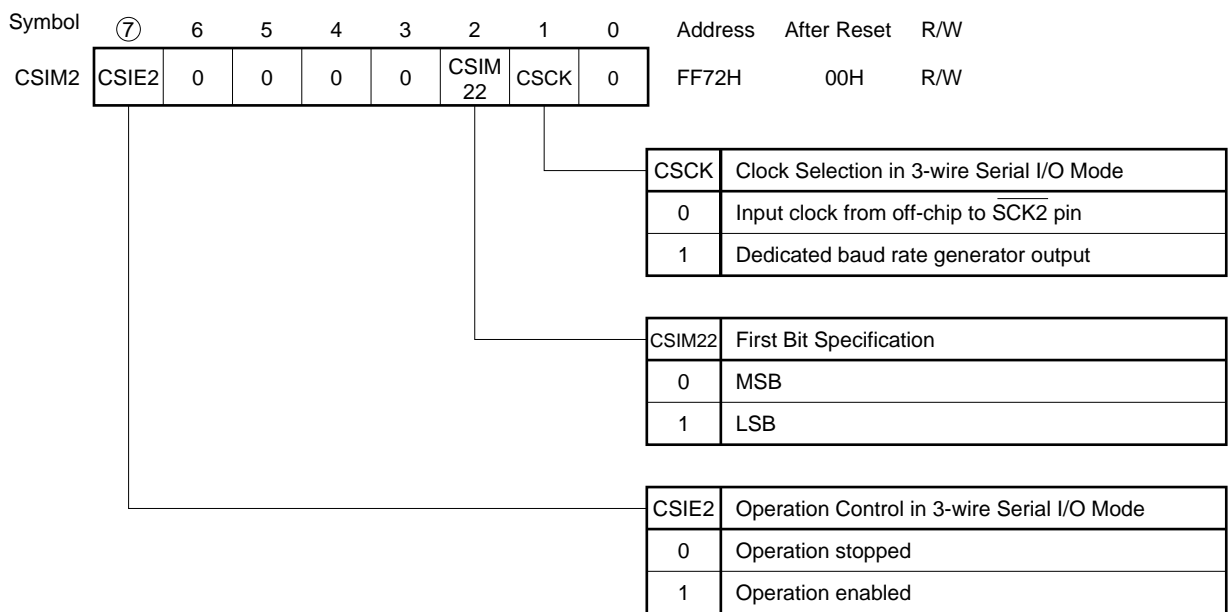 Symbol ⑦ 6 5 4 3 2 1 0 Address After Reset R/W
CSIM2 CSIE2 0 0 0 0 CSIM 22 CSCK 0 FF72H 00H R/W
CSCK Clock Selection in 3-wire Serial I/O Mode
0 Input clock from off-chip to S̅C̅K̅2̅ pin
1 Dedicated baud rate generator output
CSIM22 First Bit Specification
0 MSB
1 LSB
CSIE2 Operation Control in 3-wire Serial I/O Mode
0 Operation stopped
1 Operation enabled